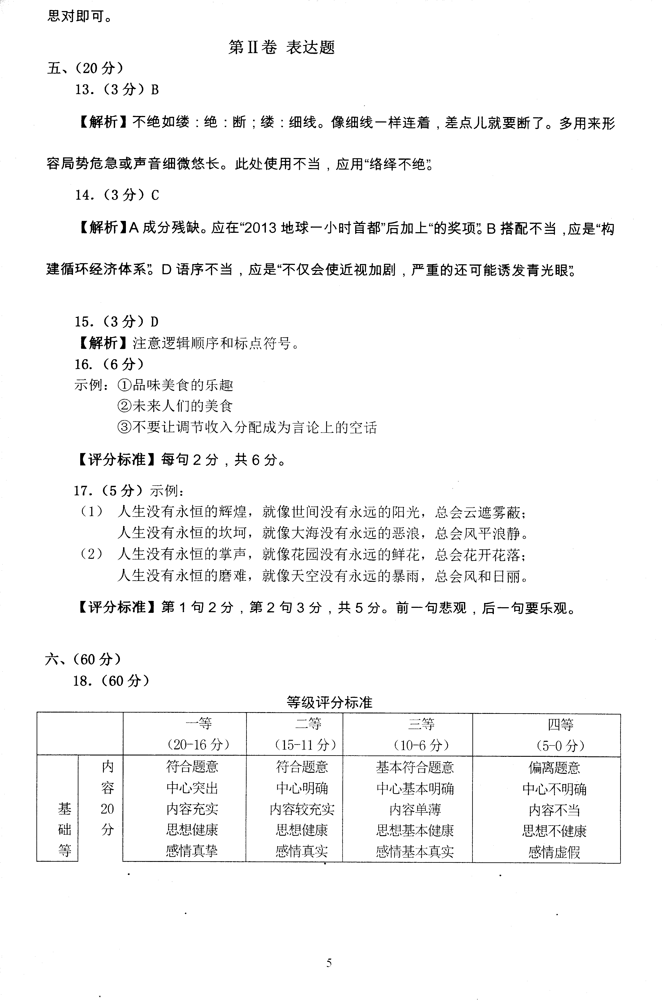 思对即可。
第Ⅱ卷 表达题
五、（20 分）
13.（3 分）B
【解析】不绝如缕：绝：断；缕：细线。像细线一样连着，差点儿就要断了。多用来形
容局势危急或声音细微悠长。此处使用不当，应用“络绎不绝”。
14.（3 分）C
【解析】A 成分残缺。应在“2013 地球一小时首都”后加上“的奖项”。B 搭配不当，应是“构
建循环经济体系”。D 语序不当，应是“不仅会使近视加剧，严重的还可能诱发青光眼”。
15.（3 分）D
【解析】注意逻辑顺序和标点符号。
16.（6 分）
示例：①品味美食的乐趣
②未来人们的美食
③不要让调节收入分配成为言论上的空话
【评分标准】每句 2 分，共 6 分。
17.（5 分）示例：
（1） 人生没有永恒的辉煌，就像世间没有永远的阳光，总会云遮雾蔽；
人生没有永恒的坎坷，就像大海没有永远的恶浪，总会风平浪静。
（2） 人生没有永恒的掌声，就像花园没有永远的鲜花，总会花开花落；
人生没有永恒的磨难，就像天空没有永远的暴雨，总会风和日丽。
【评分标准】第 1 句 2 分，第 2 句 3 分，共 5 分。前一句悲观，后一句要乐观。
六、（60 分）
18.（60 分）
等级评分标准
一等 二等 三等 四等
（20-16 分） （15-11 分） （10-6 分） （5-0 分）
内 符合题意 符合题意 基本符合题意 偏离题意
容 中心突出 中心明确 中心基本明确 中心不明确
基 20 内容充实 内容较充实 内容单薄 内容不当
础 分 思想健康 思想健康 思想基本健康 思想不健康
等 感情真挚 感情真实 感情基本真实 感情虚假
5